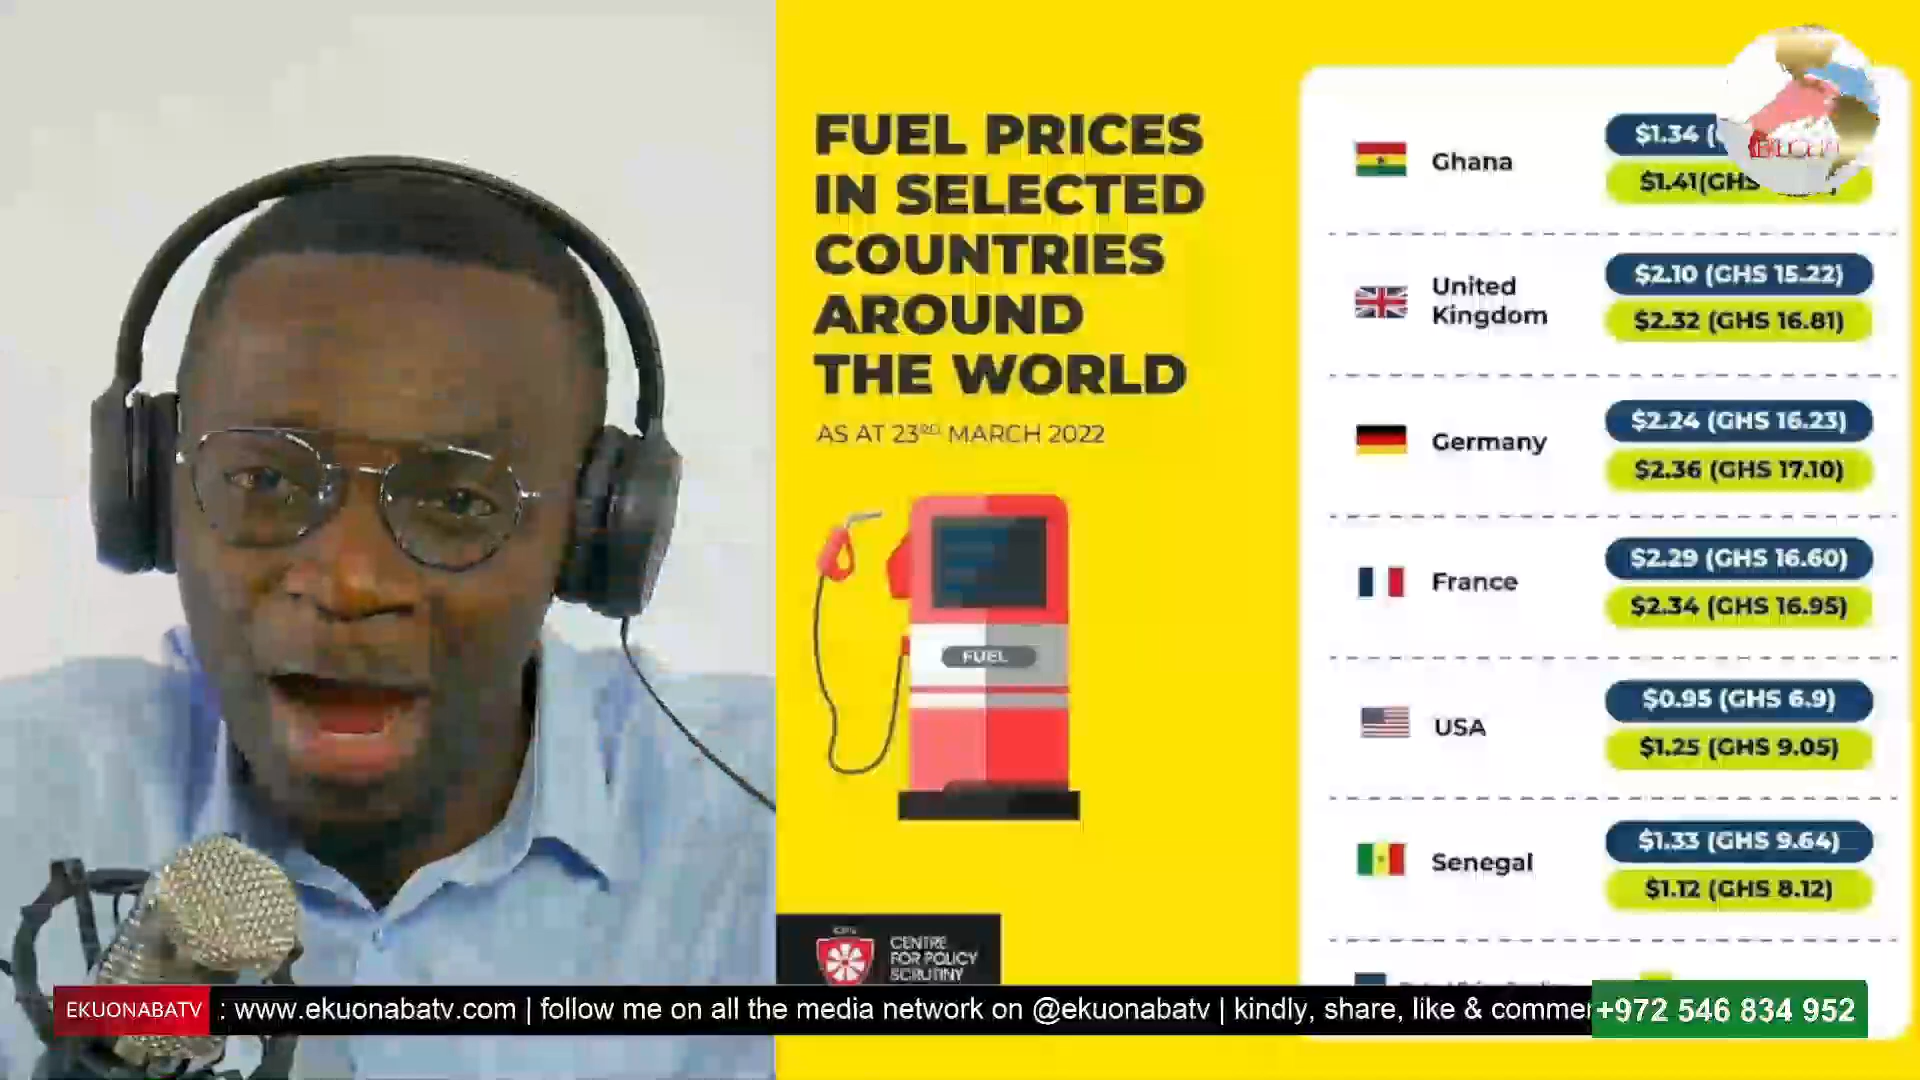 FUEL PRICES
IN SELECTED
COUNTRIES
AROUND
THE WORLD
AS AT 23RD MARCH 2022
FUEL
CENTRE
FOR POLICY
SCRUTINY
Ghana
$1.34 (
$1.41(GHS
United
Kingdom
$2.10 (GHS 15.22)
$2.32 (GHS 16.81)
Germany
$2.24 (GHS 16.23)
$2.36 (GHS 17.10)
France
$2.29 (GHS 16.60)
$2.34 (GHS 16.95)
USA
$0.95 (GHS 6.9)
$1.25 (GHS 9.05)
Senegal
$1.33 (GHS 9.64)
$1.12 (GHS 8.12)
EKUONABATV
: www.ekuonabatv.com | follow me on all the media network on @ekuonabatv | kindly, share, like &
+972 546 834 952